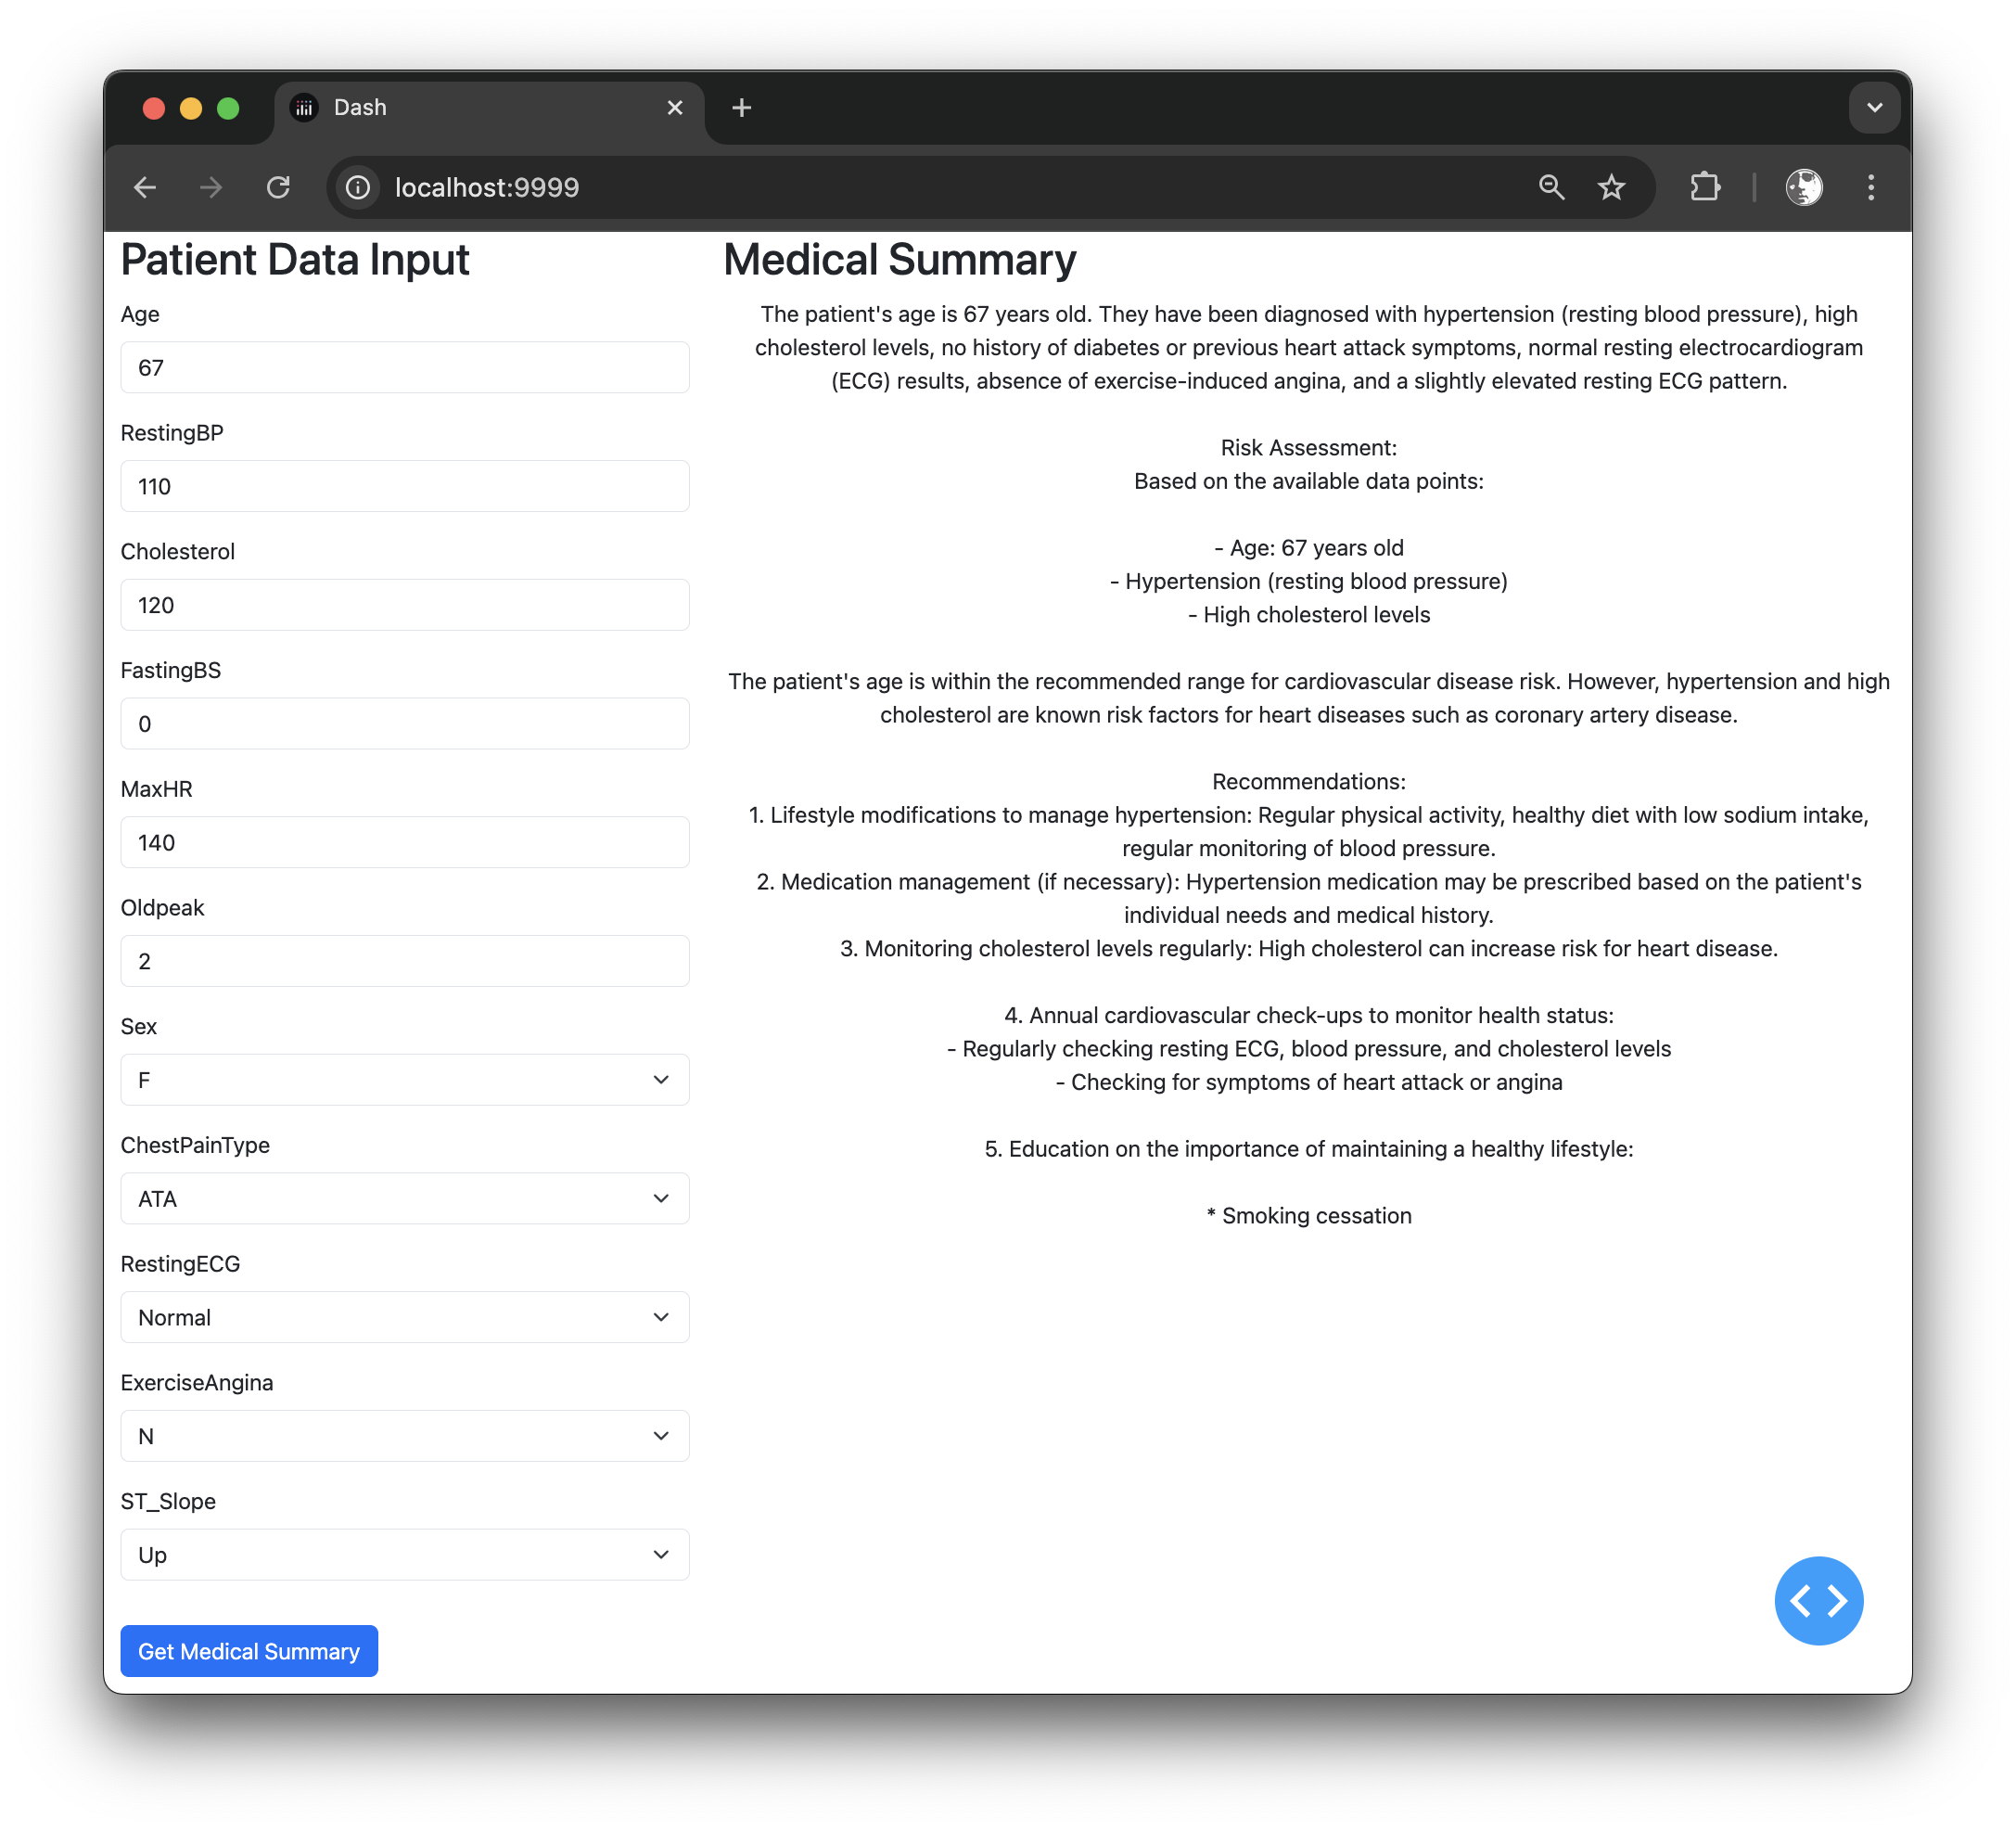 Dash
localhost:9999
Patient Data Input
Age
67
RestingBP
110
Cholesterol
120
FastingBS
0
MaxHR
140
Oldpeak
2
Sex
F
ChestPainType
ATA
RestingECG
Normal
ExerciseAngina
N
ST_Slope
Up
Get Medical Summary
Medical Summary
The patient's age is 67 years old. They have been diagnosed with hypertension (resting blood pressure), high
cholesterol levels, no history of diabetes or previous heart attack symptoms, normal resting electrocardiogram
(ECG) results, absence of exercise-induced angina, and a slightly elevated resting ECG pattern.
Risk Assessment:
Based on the available data points:
- Age: 67 years old
- Hypertension (resting blood pressure)
- High cholesterol levels
The patient's age is within the recommended range for cardiovascular disease risk. However, hypertension and high
cholesterol are known risk factors for heart diseases such as coronary artery disease.
Recommendations:
1. Lifestyle modifications to manage hypertension: Regular physical activity, healthy diet with low sodium intake,
regular monitoring of blood pressure.
2. Medication management (if necessary): Hypertension medication may be prescribed based on the patient's
individual needs and medical history.
3. Monitoring cholesterol levels regularly: High cholesterol can increase risk for heart disease.
4. Annual cardiovascular check-ups to monitor health status:
- Regularly checking resting ECG, blood pressure, and cholesterol levels
- Checking for symptoms of heart attack or angina
5. Education on the importance of maintaining a healthy lifestyle:
* Smoking cessation